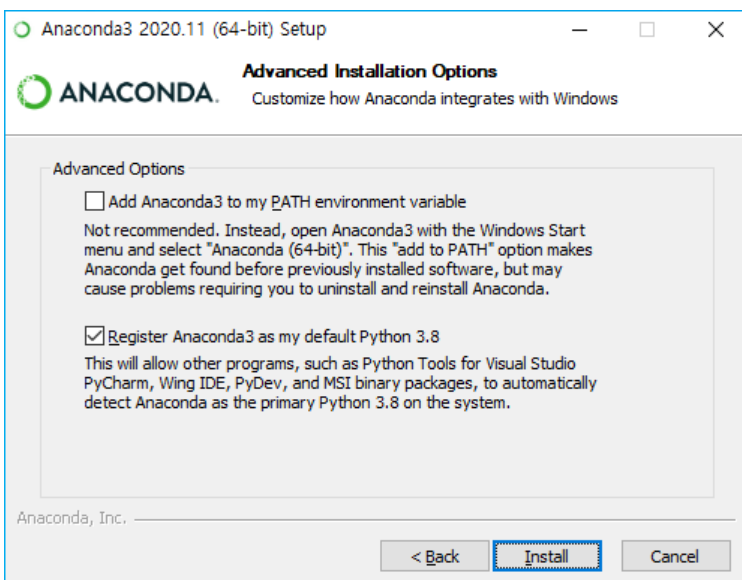 Anaconda3 2020.11 (64-bit) Setup
ANACONDA.
Advanced Installation Options
Customize how Anaconda integrates with Windows
Advanced Options
Add Anaconda3 to my PATH environment variable
Not recommended. Instead, open Anaconda3 with the Windows Start
menu and select "Anaconda (64-bit)". This "add to PATH" option makes
Anaconda get found before previously installed software, but may
cause problems requiring you to uninstall and reinstall Anaconda.
Register Anaconda3 as my default Python 3.8
This will allow other programs, such as Python Tools for Visual Studio
PyCharm, Wing IDE, PyDev, and MSI binary packages, to automatically
detect Anaconda as the primary Python 3.8 on the system.
Anaconda, Inc.
< Back
Install
Cancel